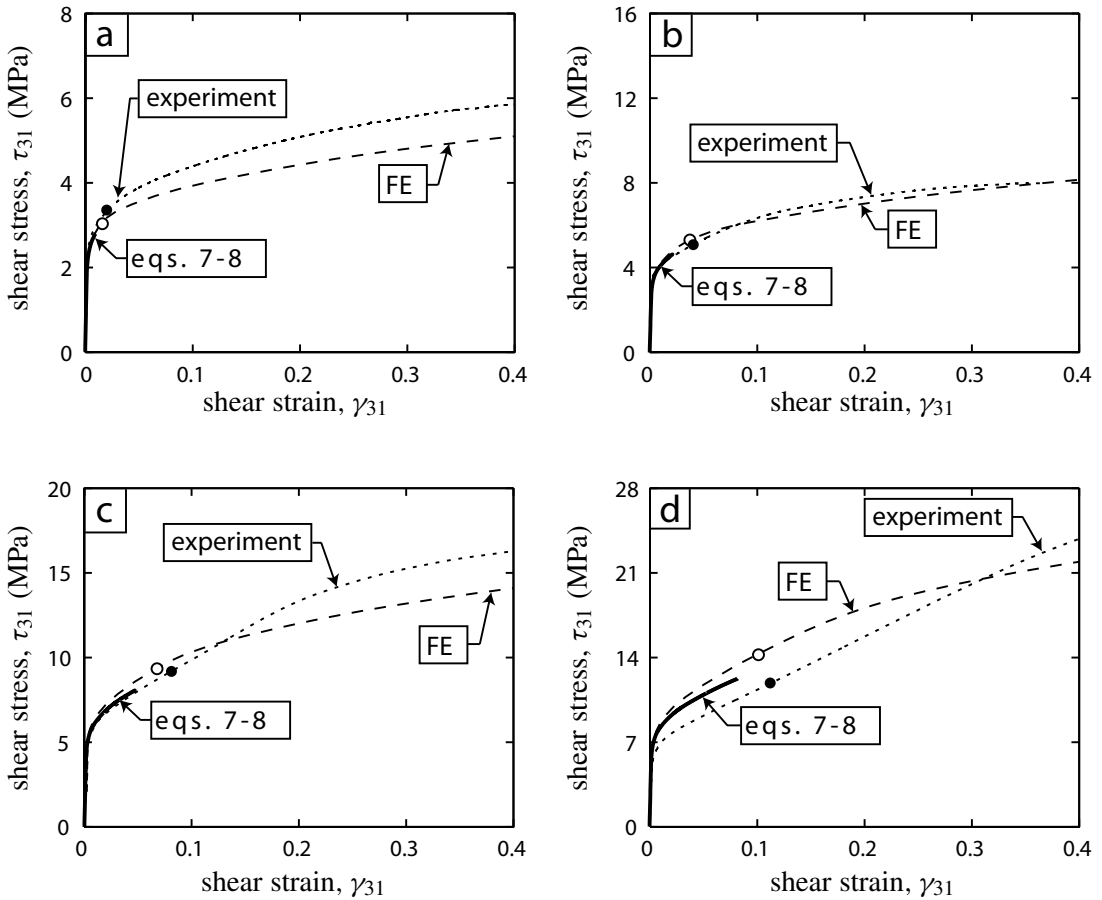 a
8
6
4
2
0
shear stress, τ31 (MPa)
experiment
FE
eqs. 7-8
0
0.1
0.2
0.3
0.4
shear strain, γ31
b
16
12
8
4
0
shear stress, τ31 (MPa)
experiment
FE
eqs. 7-8
0
0.1
0.2
0.3
0.4
shear strain, γ31
c
20
15
10
5
0
shear stress, τ31 (MPa)
experiment
FE
eqs. 7-8
0
0.1
0.2
0.3
0.4
shear strain, γ31
d
28
21
14
7
0
shear stress, τ31 (MPa)
experiment
FE
eqs. 7-8
0
0.1
0.2
0.3
0.4
shear strain, γ31